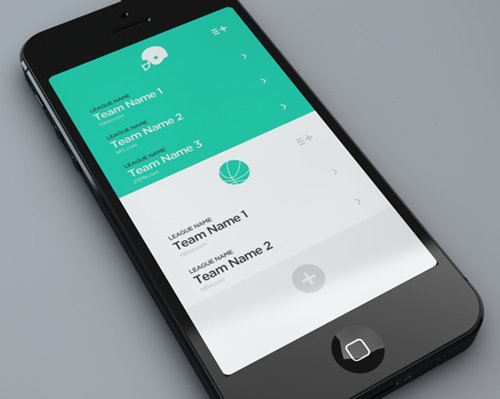 LEAGUE NAME
Team Name 1
Yahoo.com
LEAGUE NAME
Team Name 2
NFL.com
LEAGUE NAME
Team Name 3
ESPN.com
LEAGUE NAME
Team Name 1
Yahoo.com
LEAGUE NAME
Team Name 2
NBA.com